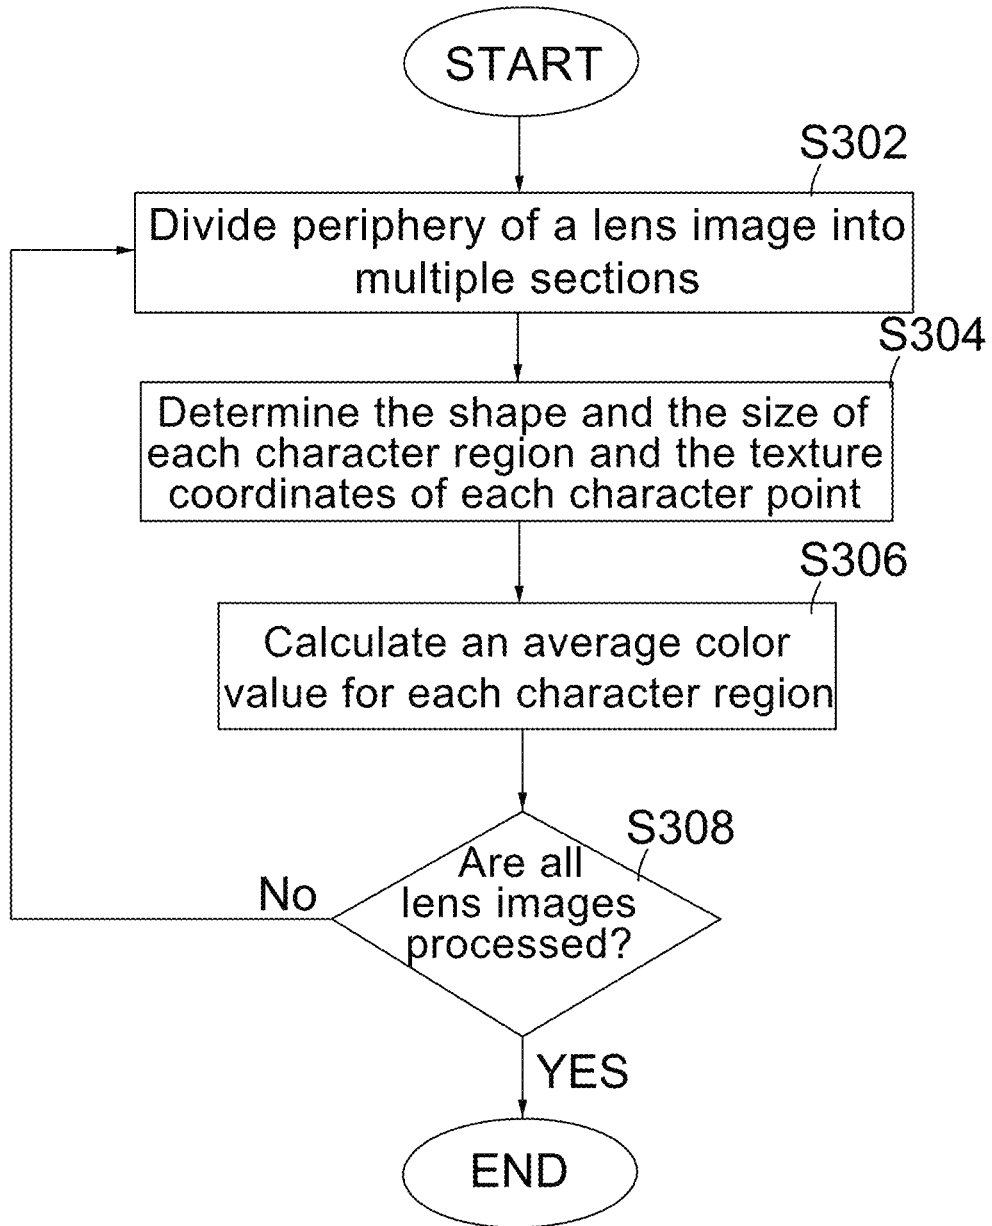 START
S302
Divide periphery of a lens image into
multiple sections
S304
Determine the shape and the size of
each character region and the texture
coordinates of each character point
S306
Calculate an average color
value for each character region
S308
Are all
lens images
processed?
No
YES
END